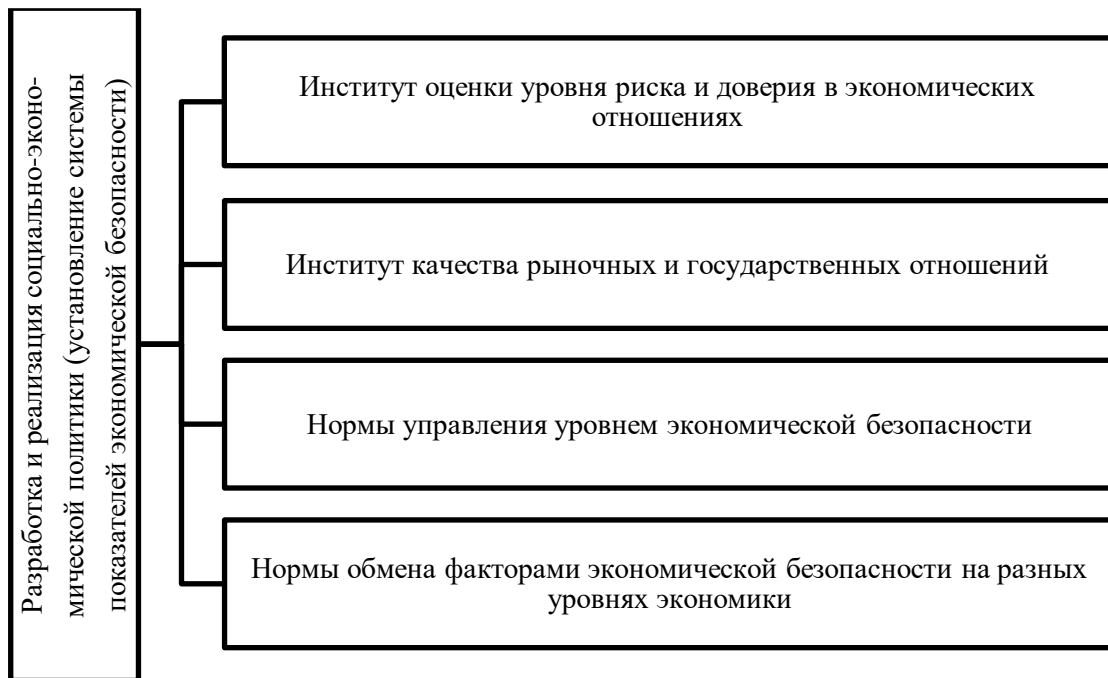 Разработка и реализация социально-эконо-
мической политики (установление системы
показателей экономической безопасности)
Институт оценки уровня риска и доверия в экономических
отношениях
Институт качества рыночных и государственных отношений
Нормы управления уровнем экономической безопасности
Нормы обмена факторами экономической безопасности на разных
уровнях экономики